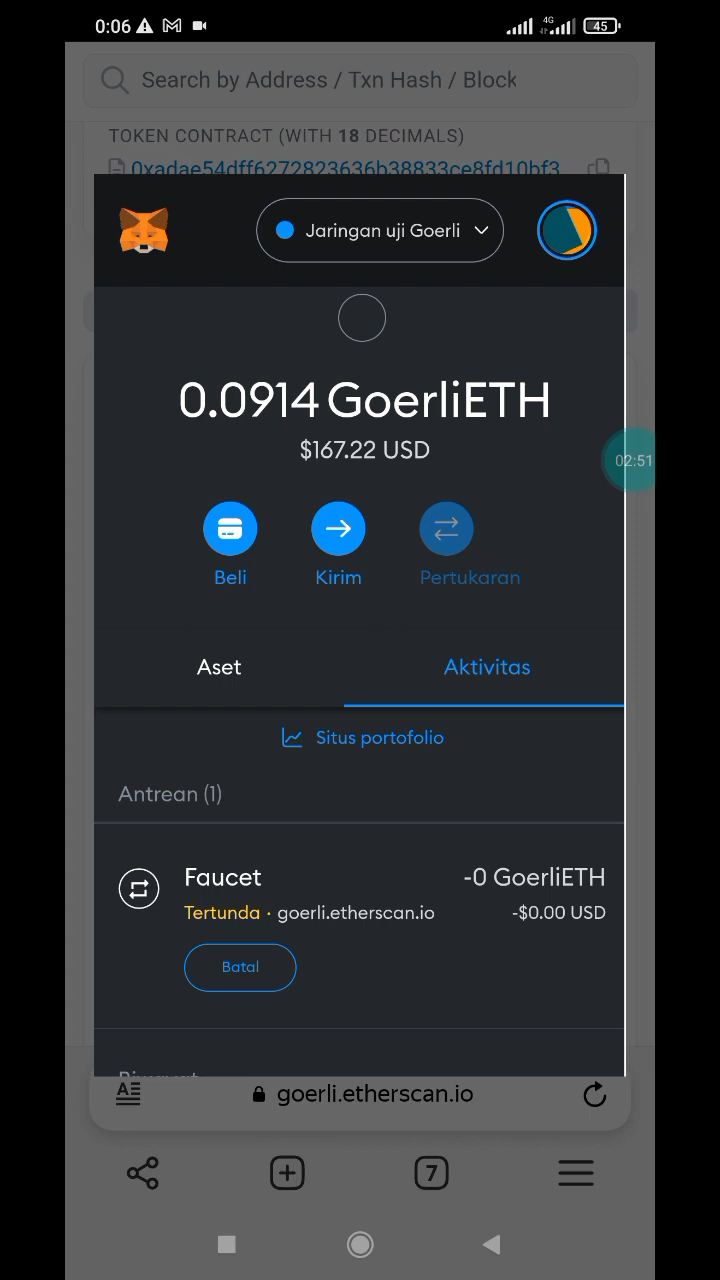 0:06
4G
45
Search by Address / Txn Hash / Block
TOKEN CONTRACT (WITH 18 DECIMALS)
0xadae54dff6272823636b38833ce8fd10bf3
Jaringan uji Goerli
0.0914 GoerliETH
$167.22 USD
02:51
Beli
Kirim
Pertukaran
Aset
Aktivitas
Situs portofolio
Antrean (1)
Faucet
-0 GoerliETH
Tertunda · goerli.etherscan.io
-$0.00 USD
Batal
Riwayat
goerli.etherscan.io
7